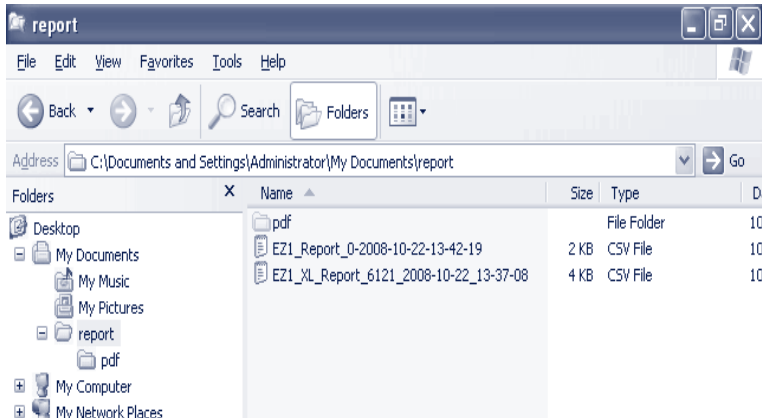 report
File Edit View Favorites Tools Help
Back Search Folders
Address C:\Documents and Settings\Administrator\My Documents\report Go
Folders X Name Size Type D
Desktop
pdf File Folder 10
My Documents
EZ1_Report_0-2008-10-22-13-42-19 2 KB CSV File 10
My Music
EZ1_XL_Report_6121_2008-10-22_13-37-08 4 KB CSV File 10
My Pictures
report
pdf
My Computer
My Network Places